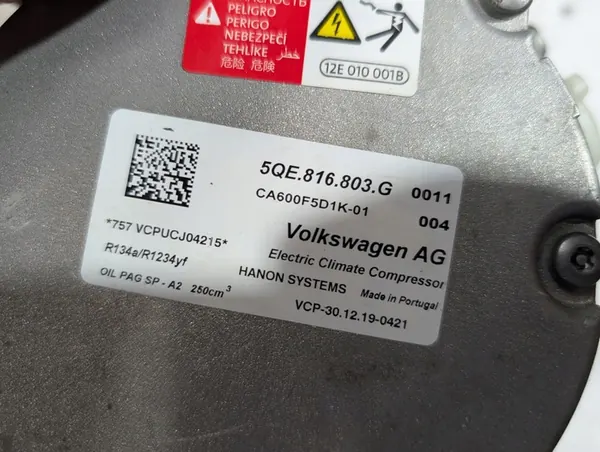 PELIGRO
PERIGO
NEBEZPEČÍ
TEHLİKE خطر
危险 危険
12E 010 001B
5QE.816.803.G 0011
CA600F5D1K-01 004
*757 VCPUCJ04215*
Volkswagen AG
R134a/R1234yf
Electric Climate Compressor
HANON SYSTEMS Made in Portugal
OIL PAG SP - A2 250cm³
VCP-30.12.19-0421